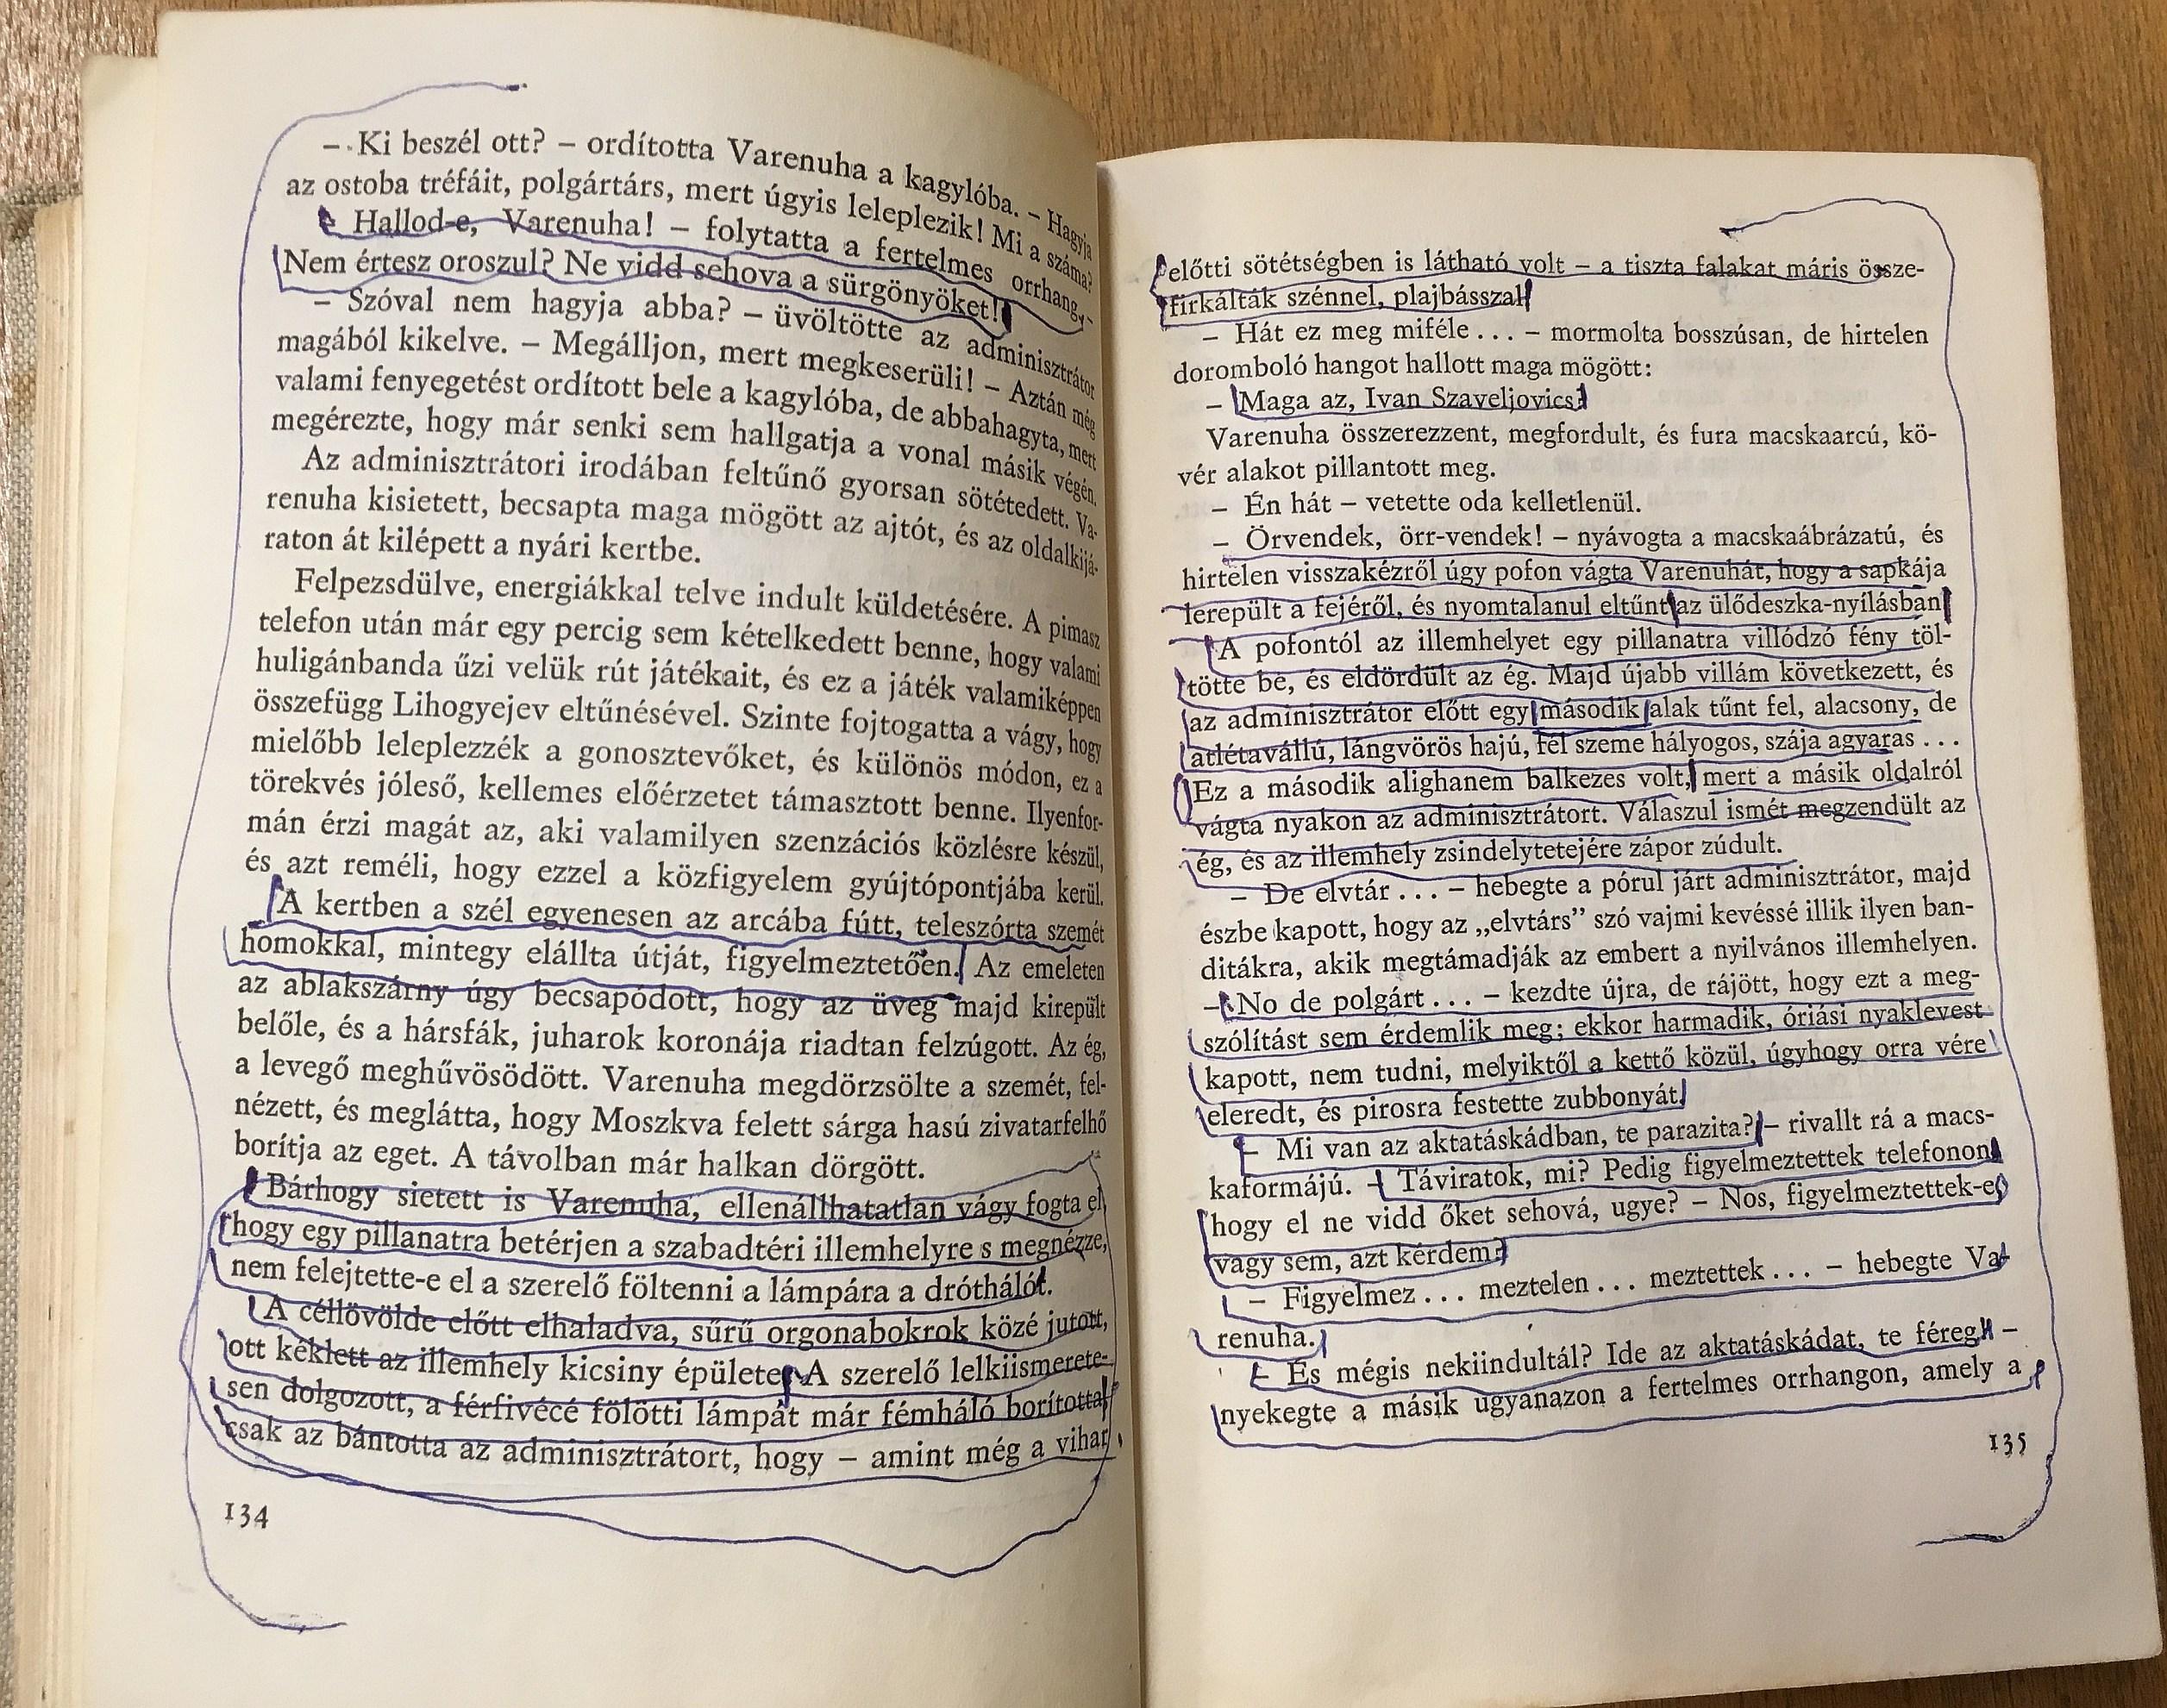 – Ki beszél ott? – ordította Varenuha a kagylóba. – Hagyja
az ostoba tréfáit, polgártárs, mert úgyis leleplezik! Mi a száma?
– Hallod-e, Varenuha! – folytatta a fertelmes orrhang. –
Nem értesz oroszul? Ne vidd sehova a sürgönyöket!
– Szóval nem hagyja abba? – üvöltötte az adminisztrátor
magából kikelve. – Megálljon, mert megkeserüli! – Aztán még
valami fenyegetést ordított bele a kagylóba, de abbahagyta, mert
megérezte, hogy már senki sem hallgatja a vonal másik végén.
Az adminisztrátori irodában feltűnő gyorsan sötétedett. Va-
renuha kisietett, becsapta maga mögött az ajtót, és az oldalkijá-
raton át kilépett a nyári kertbe.
Felpezsdülve, energiákkal telve indult küldetésére. A pimasz
telefon után már egy percig sem kételkedett benne, hogy valami
huligánbanda űzi velük rút játékait, és ez a játék valamiképpen
összefügg Lihogyejev eltűnésével. Szinte fojtogatta a vágy, hogy
mielőbb leleplezzék a gonosztevőket, és különös módon, ez a
törekvés jóleső, kellemes előérzetet támasztott benne. Ilyenfor-
mán érzi magát az, aki valamilyen szenzációs közlésre készül,
és azt reméli, hogy ezzel a közfigyelem gyújtópontjába kerül.
A kertben a szél egyenesen az arcába fútt, teleszórta szemét
homokkal, mintegy elállta útját, figyelmeztetően. Az emeleten
az ablakszárny úgy becsapódott, hogy az üveg majd kirepült
belőle, és a hársfák, juharok koronája riadtan felzúgott. Az ég,
a levegő meghűvösödött. Varenuha megdörzsölte a szemét, fel-
nézett, és meglátta, hogy Moszkva felett sárga hasú zivatarfelhő
borítja az eget. A távolban már halkan dörgött.
Bárhogy sietett is Varenuha, ellenállhatatlan vágy fogta el,
hogy egy pillanatra betérjen a szabadtéri illemhelyre s megnézze,
nem felejtette-e el a szerelő föltenni a lámpára a dróthálót.
A céllövölde előtt elhaladva, sűrű orgonabokrok közé jutott,
ott kéklett az illemhely kicsiny épülete. A szerelő lelkiismerete-
sen dolgozott, a férfivécé fölötti lámpát már fémháló borította,
csak az bántotta az adminisztrátort, hogy – amint még a vihar
134
előtti sötétségben is látható volt – a tiszta falakat máris össze-
firkálták szénnel, plajbásszal.
– Hát ez meg miféle . . . – mormolta bosszúsan, de hirtelen
doromboló hangot hallott maga mögött:
– Maga az, Ivan Szaveljovics?
Varenuha összerezzent, megfordult, és fura macskaarcú, kö-
vér alakot pillantott meg.
– Én hát – vetette oda kelletlenül.
– Örvendek, örr-vendek! – nyávogta a macskaábrázatú, és
hirtelen visszakézről úgy pofon vágta Varenuhát, hogy a sapkája
lerepült a fejéről, és nyomtalanul eltűnt az ülődeszka-nyílásban.
A pofontól az illemhelyet egy pillanatra villódzó fény töl-
tötte be, és eldördült az ég. Majd újabb villám következett, és
az adminisztrátor előtt egy második alak tűnt fel, alacsony, de
atlétavállú, lángvörös hajú, fél szeme hályogos, szája agyaras . . .
Ez a második alighanem balkezes volt, mert a másik oldalról
vágta nyakon az adminisztrátort. Válaszul ismét megzendült az
ég, és az illemhely zsindelytetejére zápor zúdult.
– De elvtár . . . – hebegte a pórul járt adminisztrátor, majd
észbe kapott, hogy az „elvtárs” szó vajmi kevéssé illik ilyen ban-
ditákra, akik megtámadják az embert a nyilvános illemhelyen.
– No de polgárt . . . – kezdte újra, de rájött, hogy ezt a meg-
szólítást sem érdemlik meg; ekkor harmadik, óriási nyaklevest
kapott, nem tudni, melyiktől a kettő közül, úgyhogy orra vére
eleredt, és pirosra festette zubbonyát.
– Mi van az aktatáskádban, te parazita? – rivallt rá a macs-
kaformájú. – Táviratok, mi? Pedig figyelmeztettek telefonon,
hogy el ne vidd őket sehová, ugye? – Nos, figyelmeztettek-e,
vagy sem, azt kérdem?
– Figyelmez . . . meztelen . . . meztettek . . . – hebegte Va-
renuha.
– És mégis nekiindultál? Ide az aktatáskádat, te féreg! –
nyekegte a másik ugyanazon a fertelmes orrhangon, amely a
135